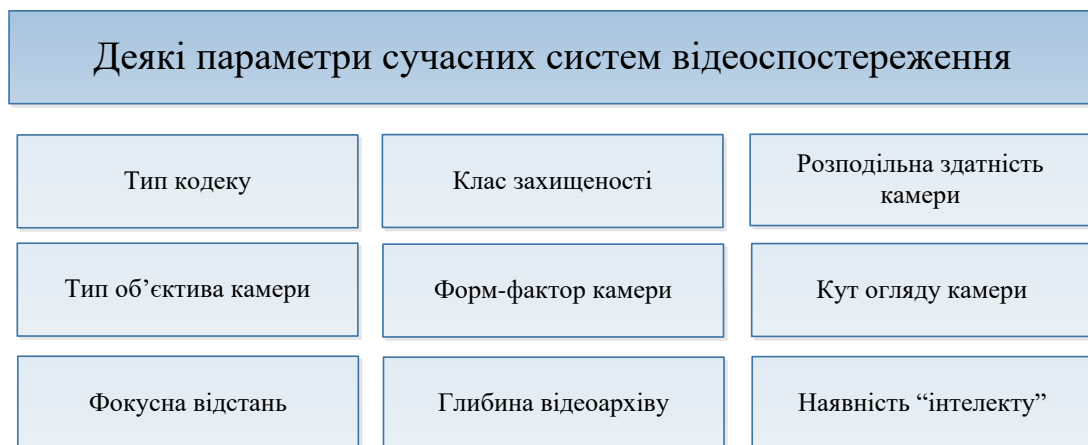 Деякі параметри сучасних систем відеоспостереження
Тип кодеку
Клас захищеності
Розподільна здатність
камери
Тип об’єктива камери
Форм-фактор камери
Кут огляду камери
Фокусна відстань
Глибина відеоархіву
Наявність “інтелекту”